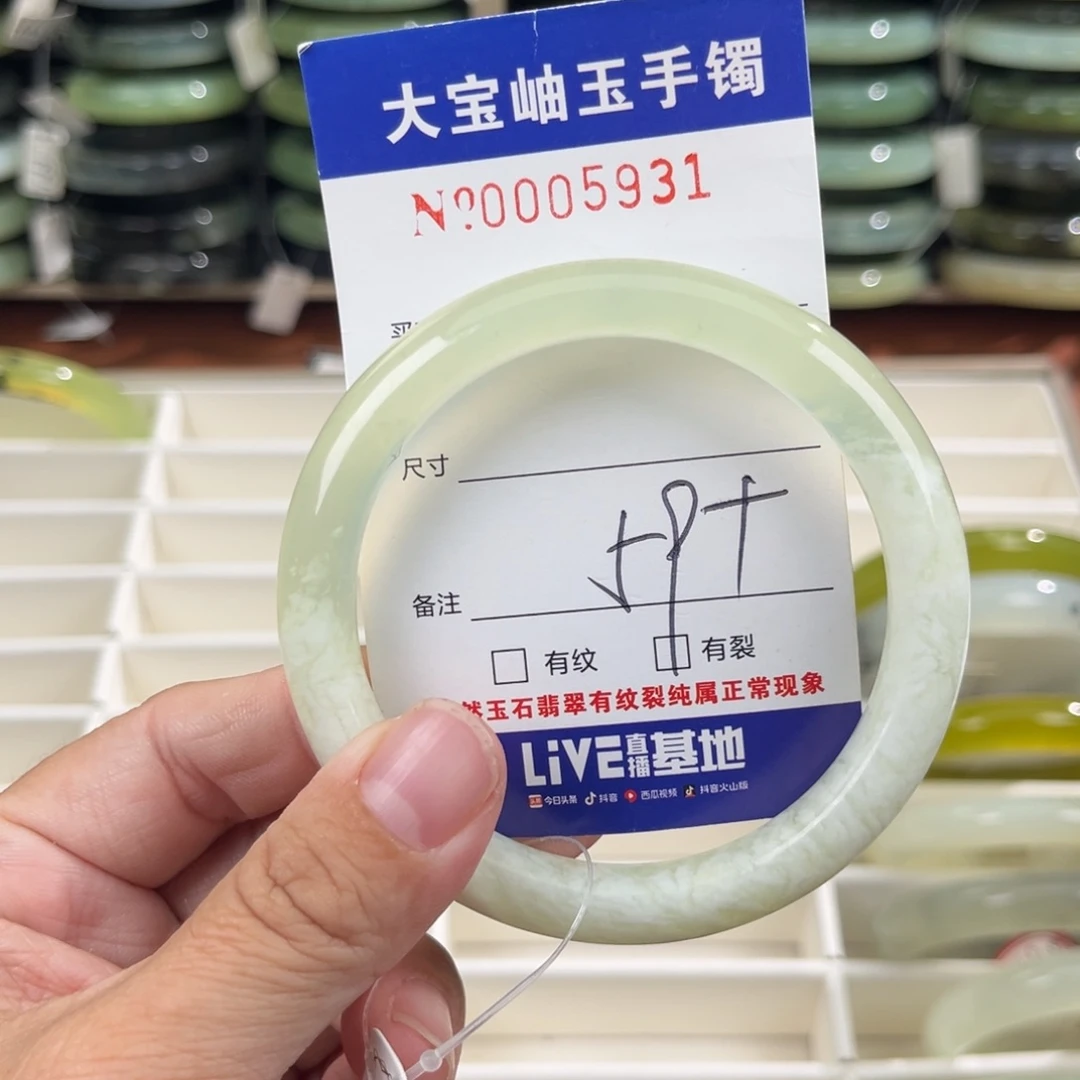 大宝岫玉手镯
№0005931
尺寸
备注
有纹 有裂
然玉石翡翠有纹裂纯属正常现象
LiVE直播基地
今日头条 抖音 西瓜视频 抖音火山版